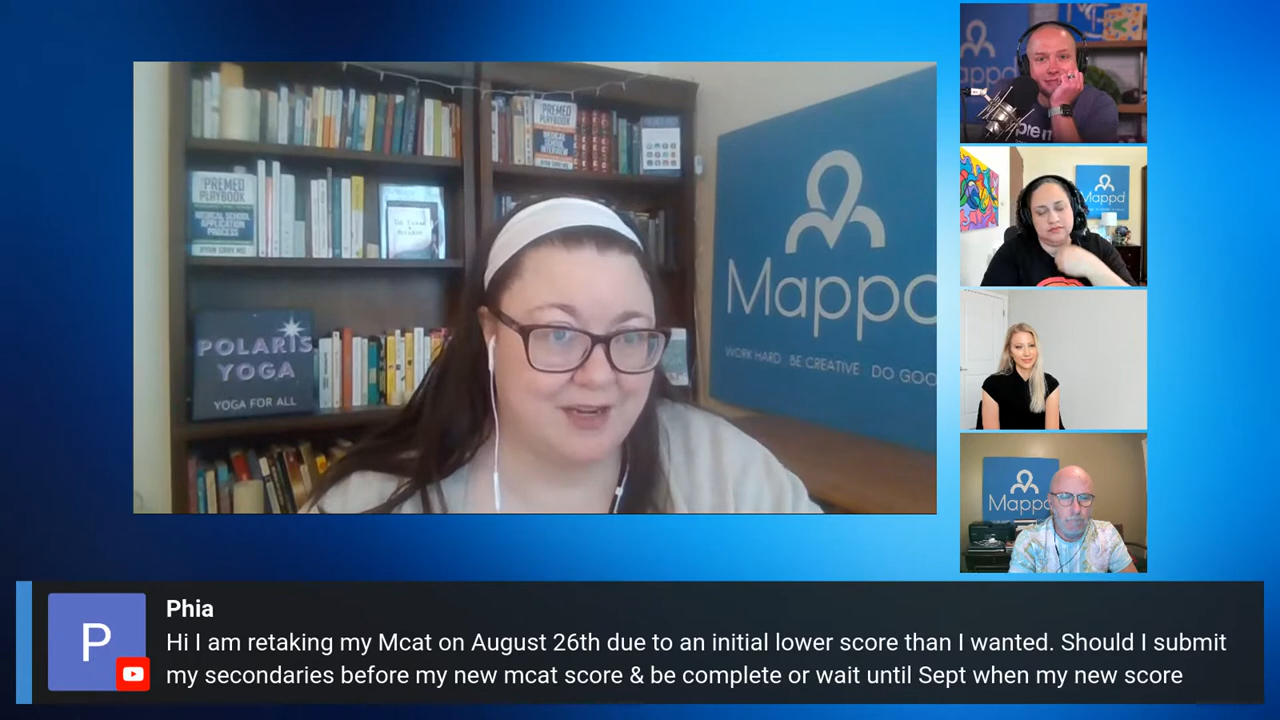 PREMED
PLAYBOOK
MEDICAL SCHOOL
INTERVIEW
PREMED
PLAYBOOK
MEDICAL SCHOOL
APPLICATION
PROCESS
POLARIS
YOGA
YOGA FOR ALL
Mappd
WORK HARD BE CREATIVE DO GOO
Mappd
Mappd
P
Phia
Hi I am retaking my Mcat on August 26th due to an initial lower score than I wanted. Should I submit
my secondaries before my new mcat score & be complete or wait until Sept when my new score